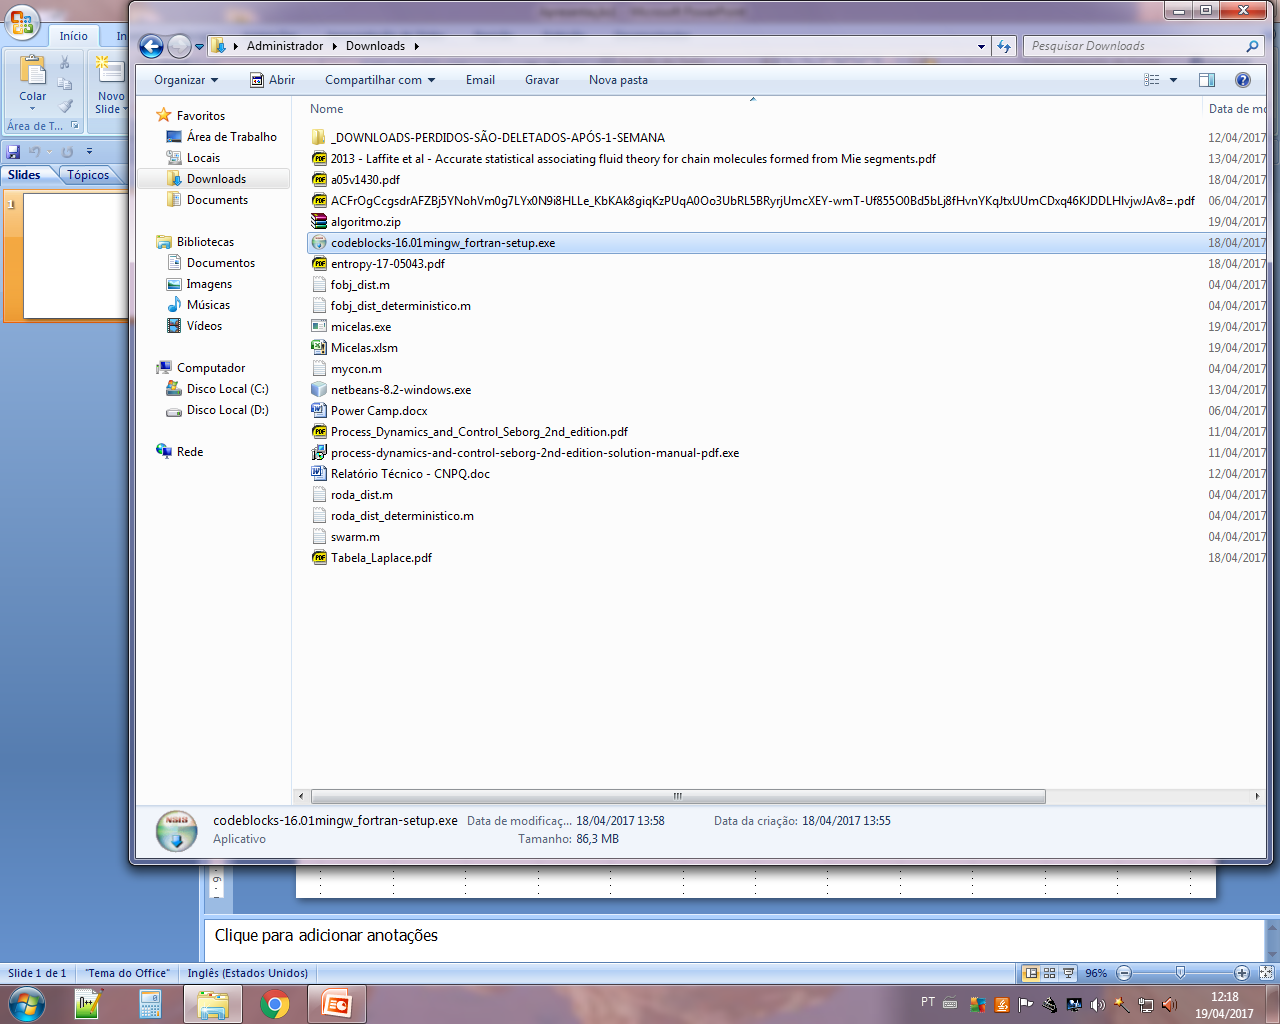 Início
In
Colar
Novo
Slide
Área de T...
Slides
Tópicos
1
Administrador
Downloads
Pesquisar Downloads
Organizar
Abrir
Compartilhar com
Email
Gravar
Nova pasta
Favoritos
Área de Trabalho
Locais
Downloads
Documents
Bibliotecas
Documentos
Imagens
Músicas
Vídeos
Computador
Disco Local (C:)
Disco Local (D:)
Rede
Nome
Data de mo
_DOWNLOADS-PERDIDOS-SÃO-DELETADOS-APÓS-1-SEMANA 12/04/2017
2013 - Laffite et al - Accurate statistical associating fluid theory for chain molecules formed from Mie segments.pdf 13/04/2017
a05v1430.pdf 18/04/2017
ACFrOgCcgsdrAFZBj5YNohVm0g7LYx0N9i8HLLe_KbKAk8giqKzPUqA0Oo3UbRL5BRyrjUmcXEY-wmT-Uf855O0Bd5bLj8fHvnYKqJtxUUmCDxq46KJDDLHlvjwJAv8=.pdf 06/04/2017
algoritmo.zip 19/04/2017
codeblocks-16.01mingw_fortran-setup.exe 18/04/2017
entropy-17-05043.pdf 18/04/2017
fobj_dist.m 04/04/2017
fobj_dist_deterministico.m 04/04/2017
micelas.exe 19/04/2017
Micelas.xlsm 19/04/2017
mycon.m 04/04/2017
netbeans-8.2-windows.exe 13/04/2017
Power Camp.docx 06/04/2017
Process_Dynamics_and_Control_Seborg_2nd_edition.pdf 11/04/2017
process-dynamics-and-control-seborg-2nd-edition-solution-manual-pdf.exe 11/04/2017
Relatório Técnico - CNPQ.doc 12/04/2017
roda_dist.m 04/04/2017
roda_dist_deterministico.m 04/04/2017
swarm.m 04/04/2017
Tabela_Laplace.pdf 18/04/2017
codeblocks-16.01mingw_fortran-setup.exe Data de modificaç... 18/04/2017 13:58 Data da criação: 18/04/2017 13:55
Aplicativo Tamanho: 86,3 MB
Clique para adicionar anotações
Slide 1 de 1
"Tema do Office"
Inglês (Estados Unidos)
96%
PT
12:18
19/04/2017